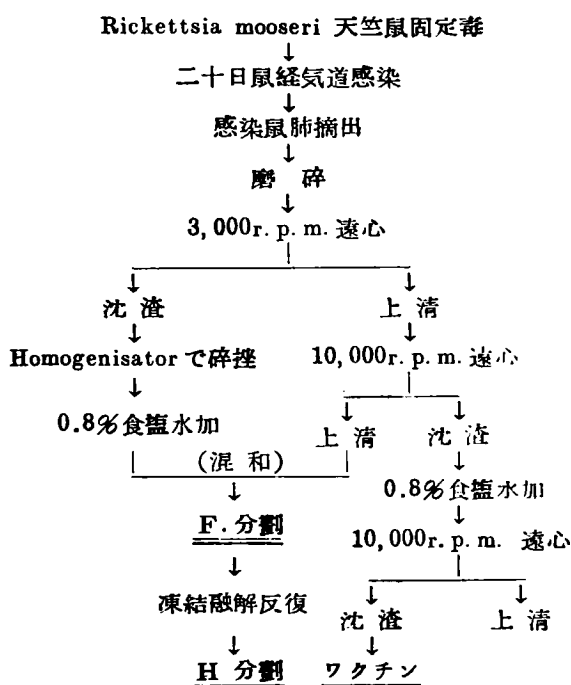 Rickettsia mooseri 天竺鼠固定毒
二十日鼠経気道感染
感染鼠肺摘出
磨碎
3,000r.p.m.遠心
沈渣 上清
Homogenisatorで碎挫 10,000r.p.m.遠心
0.8%食塩水加 上清 沈渣
(混和) 0.8%食塩水加
F.分劃 10,000r.p.m. 遠心
凍結融解反復 沈渣 上清
H 分劃 ワクチン